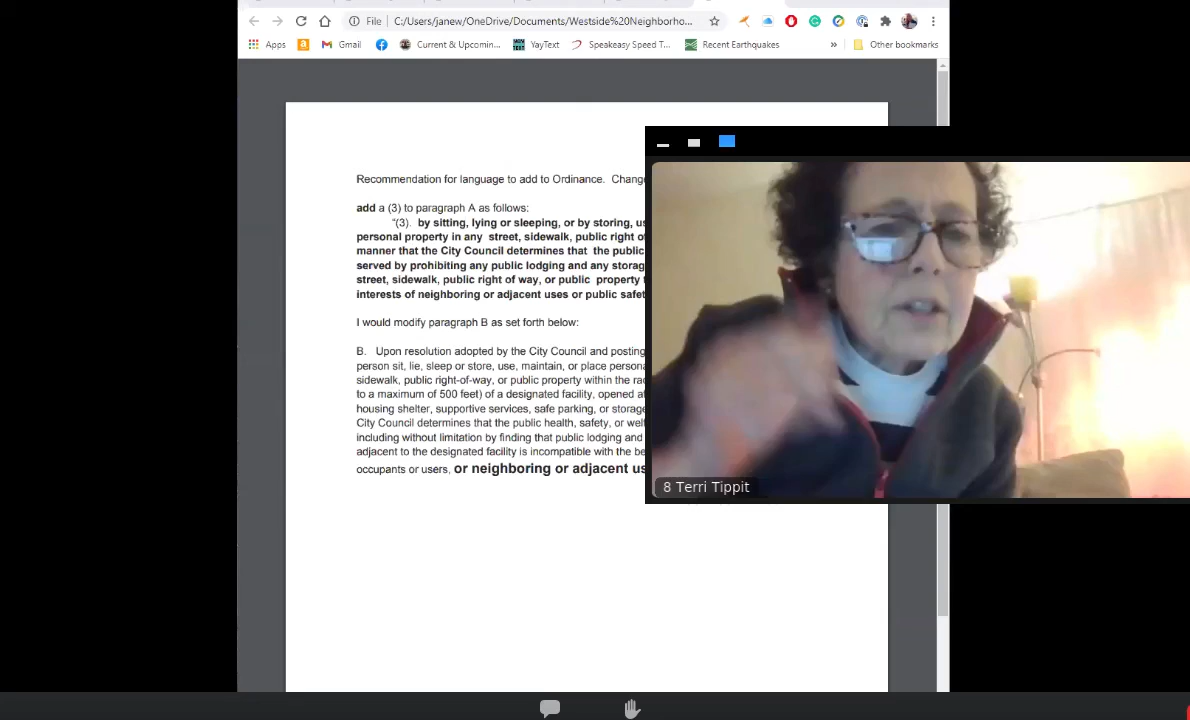 File C:/Users/janew/OneDrive/Documents/Westside%20Neighborho...
Apps Gmail Current & Upcomin... YayText Speakeasy Speed T... Recent Earthquakes » Other bookmarks
Recommendation for language to add to Ordinance. Change
add a (3) to paragraph A as follows:
"(3). by sitting, lying or sleeping, or by storing, us
personal property in any street, sidewalk, public right of
manner that the City Council determines that the public
served by prohibiting any public lodging and any storag
street, sidewalk, public right of way, or public property
interests of neighboring or adjacent uses or public safet
I would modify paragraph B as set forth below:
B. Upon resolution adopted by the City Council and posting
person sit, lie, sleep or store, use, maintain, or place persona
sidewalk, public right-of-way, or public property within the rad
to a maximum of 500 feet) of a designated facility, opened at
housing shelter, supportive services, safe parking, or storage
City Council determines that the public health, safety, or welf
including without limitation by finding that public lodging and
adjacent to the designated facility is incompatible with the be
occupants or users, or neighboring or adjacent us
8 Terri Tippit